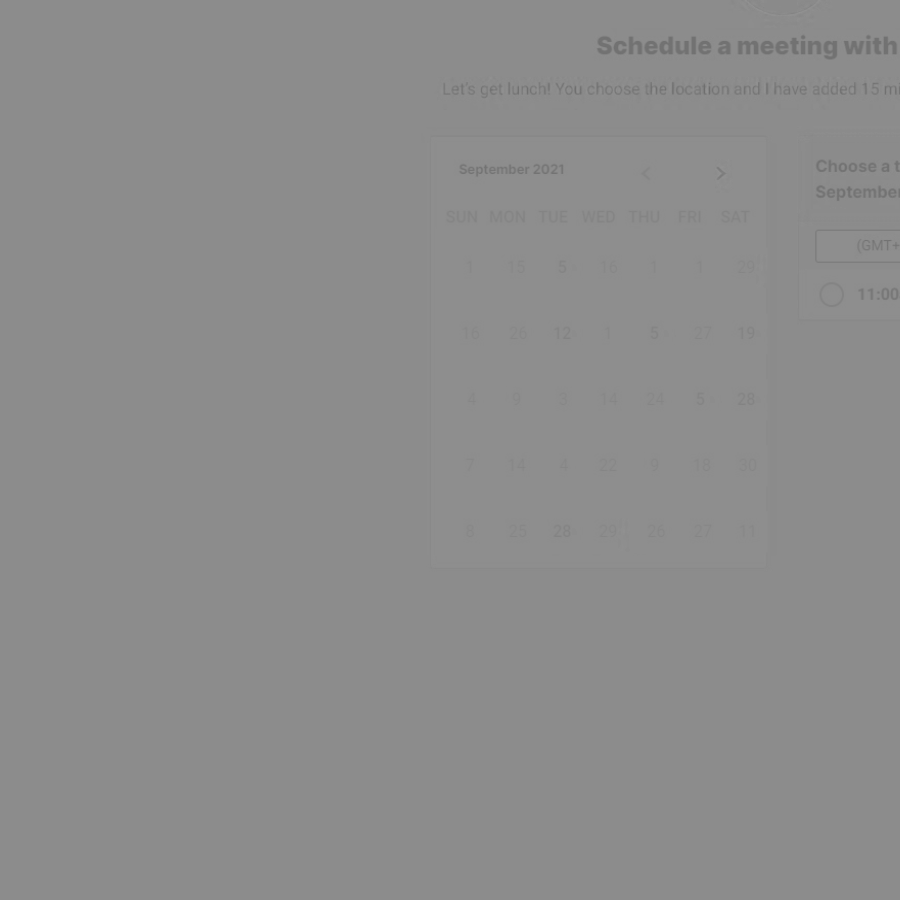 Schedule a meeting with
Let's get lunch! You choose the location and I have added 15
September 2021
Choose a
September
SUN MON TUE WED THU FRI SAT
(GMT+
1 15 5 16 1 1 29
11:00
16 26 12 1 5 27 19
4 9 14 24 5 28
7 14 4 22 9 18 30
8 25 28 29 26 27 11